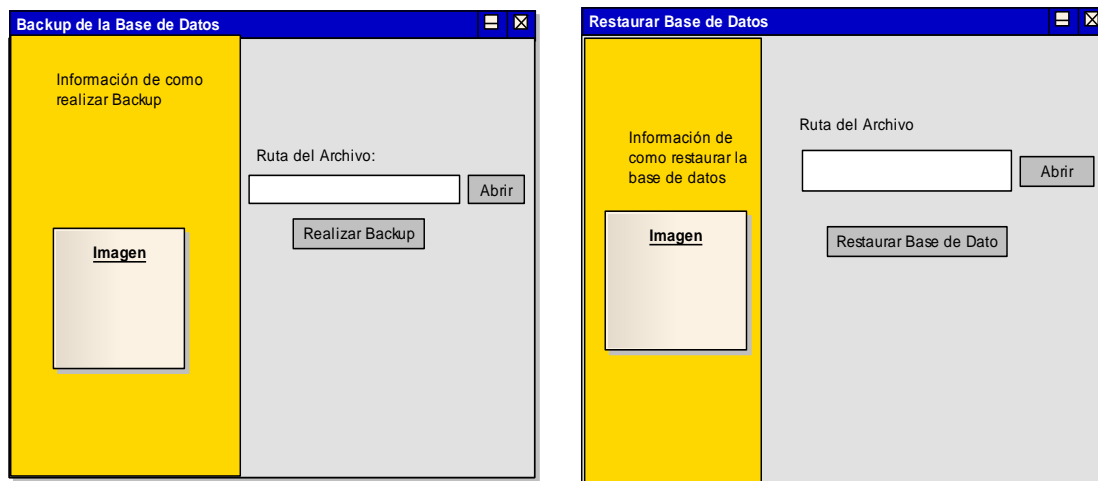 Backup de la Base de Datos
Información de como
realizar Backup
Imagen
Ruta del Archivo:
Abrir
Realizar Backup
Restaurar Base de Datos
Información de
como restaurar la
base de datos
Imagen
Ruta del Archivo
Abrir
Restaurar Base de Dato